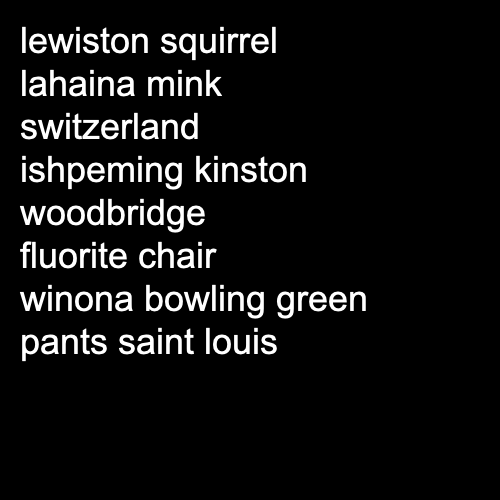 lewiston squirrel
lahaina mink
switzerland
ishpeming kinston
woodbridge
fluorite chair
winona bowling green
pants saint louis